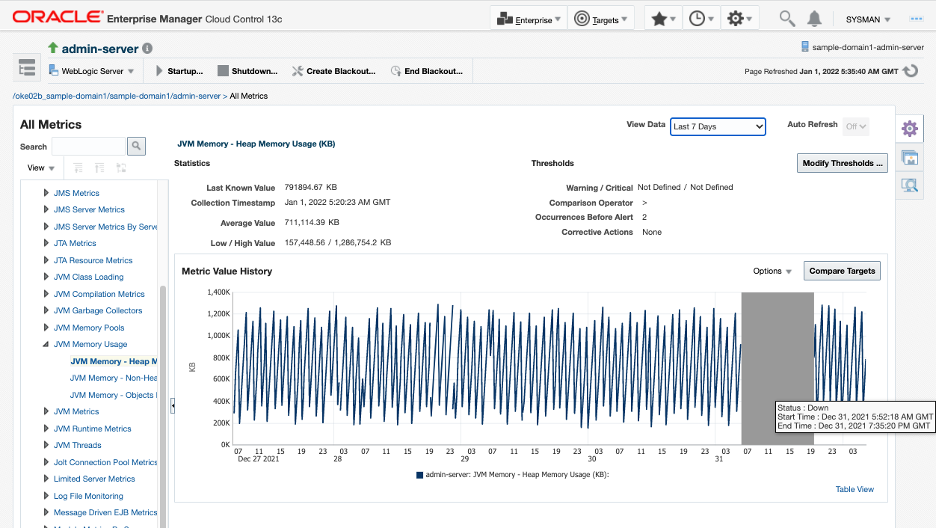 ORACLE® Enterprise Manager Cloud Control 13c
Enterprise Targets SYSMAN
admin-server
sample-domain1-admin-server
WebLogic Server Startup... Shutdown... Create Blackout... End Blackout...
Page Refreshed Jan 1, 2022 5:35:40 AM GMT
/oke02b_sample-domain1/sample-domain1/admin-server > All Metrics
All Metrics
View Data Last 7 Days Auto Refresh Off
Search
View
JMS Metrics
JMS Server Metrics
JMS Server Metrics By Serve
JTA Metrics
JTA Resource Metrics
JVM Class Loading
JVM Compilation Metrics
JVM Garbage Collectors
JVM Memory Pools
JVM Memory Usage
JVM Memory - Heap M
JVM Memory - Non-Hea
JVM Memory - Objects
JVM Metrics
JVM Runtime Metrics
JVM Threads
Jolt Connection Pool Metrics
Limited Server Metrics
Log File Monitoring
Message Driven EJB Metrics
JVM Memory - Heap Memory Usage (KB)
Statistics
Last Known Value 791894.67 KB
Collection Timestamp Jan 1, 2022 5:20:23 AM GMT
Average Value 711,114.39 KB
Low / High Value 157,448.56 / 1,286,754.2 KB
Thresholds
Modify Thresholds ...
Warning / Critical Not Defined / Not Defined
Comparison Operator >
Occurrences Before Alert 2
Corrective Actions None
Metric Value History
Options Compare Targets
1,400K
1,200K
1,000K
800K
600K
400K
200K
0K
KB
07 11 15 19 23 03 07 11 15 19 23 03 07 11 15 19 23 03 07 11 15 19 23 03 07 11 15 19 23 03
Dec 27 2021 28 29 30 31
Status : Down
Start Time : Dec 31, 2021 5:52:18 AM GMT
End Time : Dec 31, 2021 7:35:20 PM GMT
admin-server: JVM Memory - Heap Memory Usage (KB):
Table View